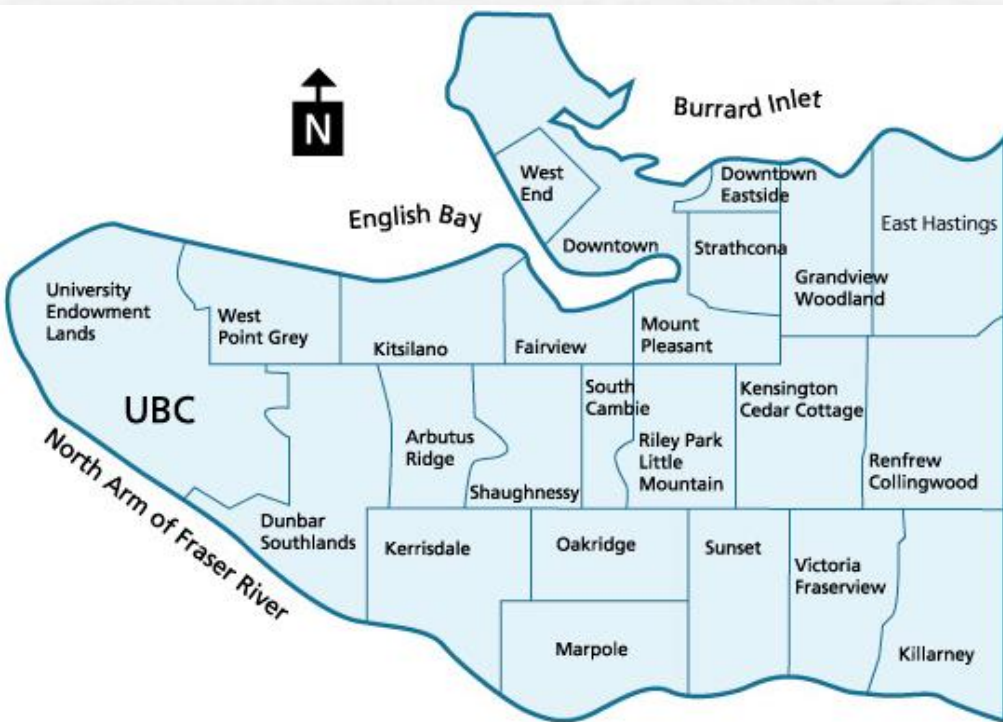 N
Burrard Inlet
English Bay
West
End
Downtown
Eastside
Downtown
Strathcona
East Hastings
Grandview
Woodland
University
Endowment
Lands
West
Point Grey
Kitsilano
Fairview
Mount
Pleasant
UBC
Arbutus
Ridge
Shaughnessy
South
Cambie
Riley Park
Little
Mountain
Kensington
Cedar Cottage
Renfrew
Collingwood
North Arm of Fraser River
Dunbar
Southlands
Kerrisdale
Oakridge
Sunset
Victoria
Fraserview
Marpole
Killarney